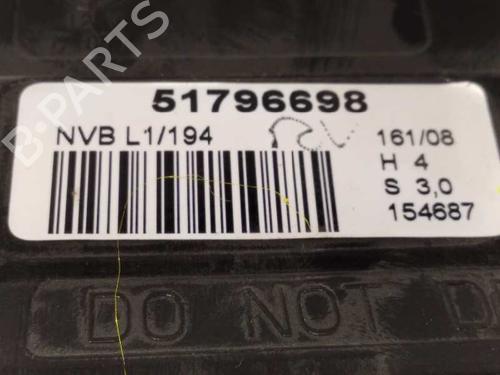 51796698
NVB L1/194
161/08
H 4
S 3,0
154687
DO NOT D
B-PARTS